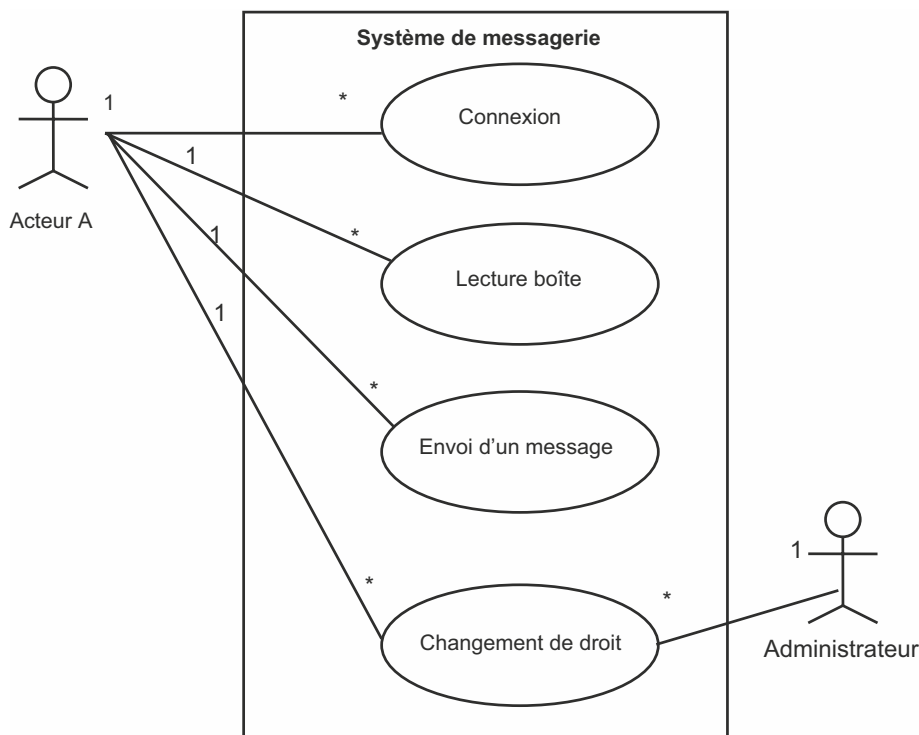 Système de messagerie
1
*
Connexion
1
Acteur A
*
Lecture boîte
1
1
*
Envoi d’un message
1
*
*
Changement de droit
Administrateur